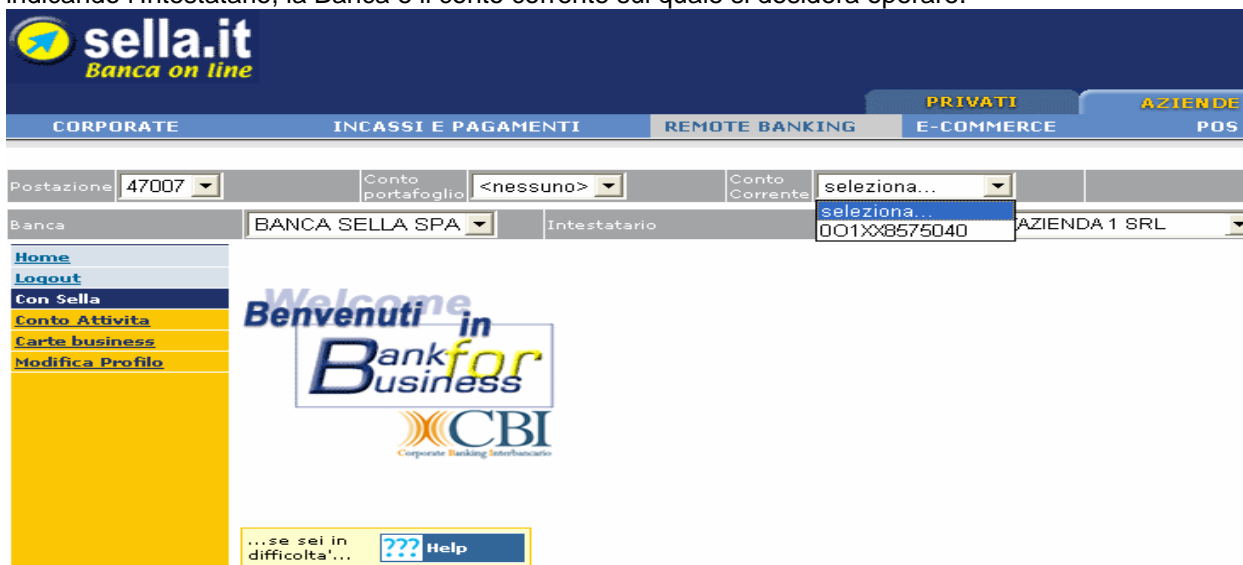 indicando l'intestatario, la Banca e il conto corrente sul quale si desidera operare.
sella.it
Banca on line
PRIVATI AZIENDE
CORPORATE INCASSI E PAGAMENTI REMOTE BANKING E-COMMERCE POS
Postazione 47007 Conto portafoglio <nessuno> Conto Corrente seleziona...
seleziona...
001XX8575040
Banca BANCA SELLA SPA Intestatario AZIENDA 1 SRL
Home
Logout
Con Sella
Conto Attivita
Carte business
Modifica Profilo
Welcome
Benvenuti in
Bank for
Business
CBI
Corporate Banking Interbancario
...se sei in
difficolta'...
??? Help